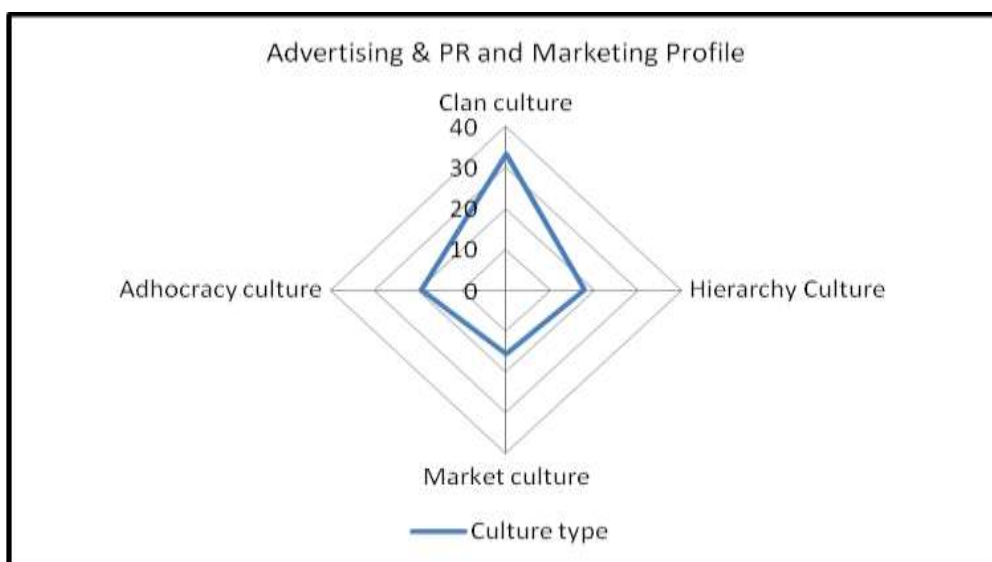 Advertising & PR and Marketing Profile
Clan culture
40
30
20
10
0
Adhocracy culture
Hierarchy Culture
Market culture
Culture type